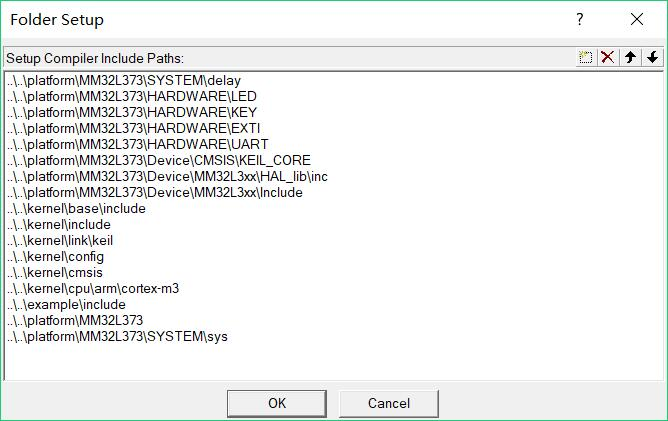 Folder Setup
?
Setup Compiler Include Paths:
..\..\platform\MM32L373\SYSTEM\delay
..\..\platform\MM32L373\HARDWARE\LED
..\..\platform\MM32L373\HARDWARE\KEY
..\..\platform\MM32L373\HARDWARE\EXTI
..\..\platform\MM32L373\HARDWARE\UART
..\..\platform\MM32L373\Device\CMSIS\KEIL_CORE
..\..\platform\MM32L373\Device\MM32L3xx\HAL_lib\inc
..\..\platform\MM32L373\Device\MM32L3xx\Include
..\..\kernel\base\include
..\..\kernel\include
..\..\kernel\link\keil
..\..\kernel\config
..\..\kernel\cmsis
..\..\kernel\cpu\arm\cortex-m3
..\..\example\include
..\..\platform\MM32L373
..\..\platform\MM32L373\SYSTEM\sys
OK Cancel